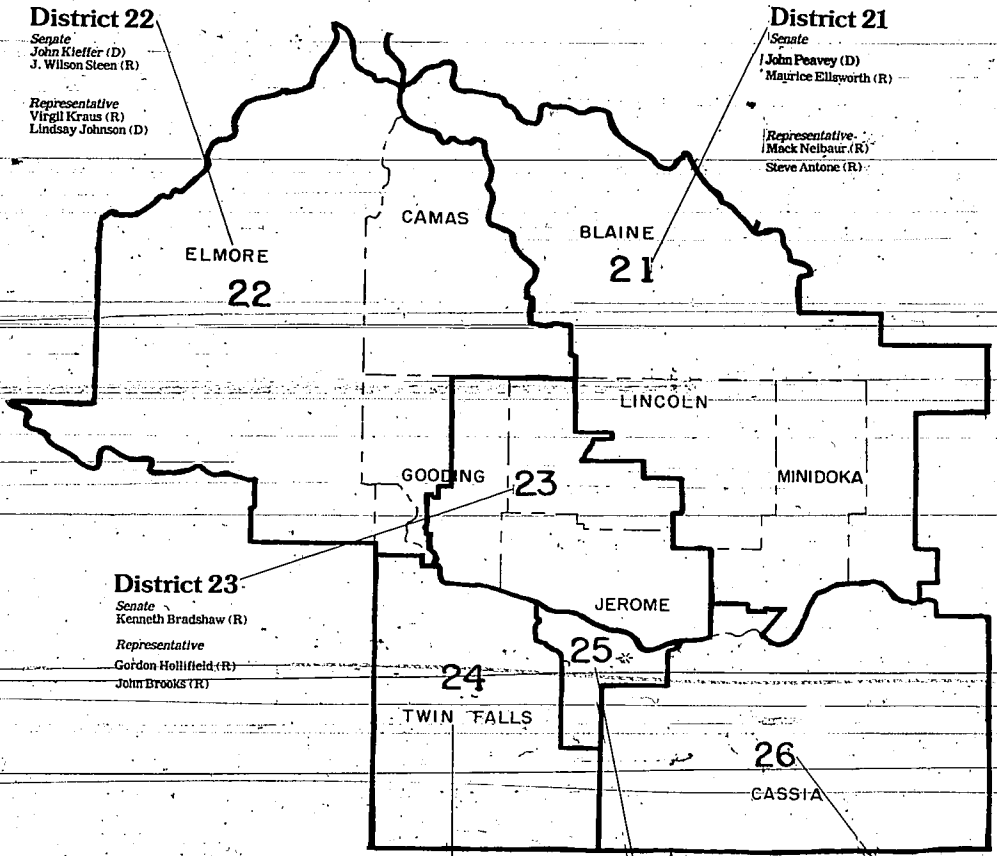 District 22
Senate
John Kieffer (D)
J. Wilson Steen (R)
Representative
Virgil Kraus (R)
Lindsay Johnson (D)
District 21
Senate
John Peavey (D)
Maurice Ellsworth (R)
Representative
Mack Neibaur (R)
Steve Antone (R)
CAMAS
BLAINE
21
ELMORE
22
LINCOLN
GOODING
23
MINIDOKA
District 23
Senate
Kenneth Bradshaw (R)
Representative
Gordon Hollifield (R)
John Brooks (R)
JEROME
25
24
TWIN FALLS
26
CASSIA